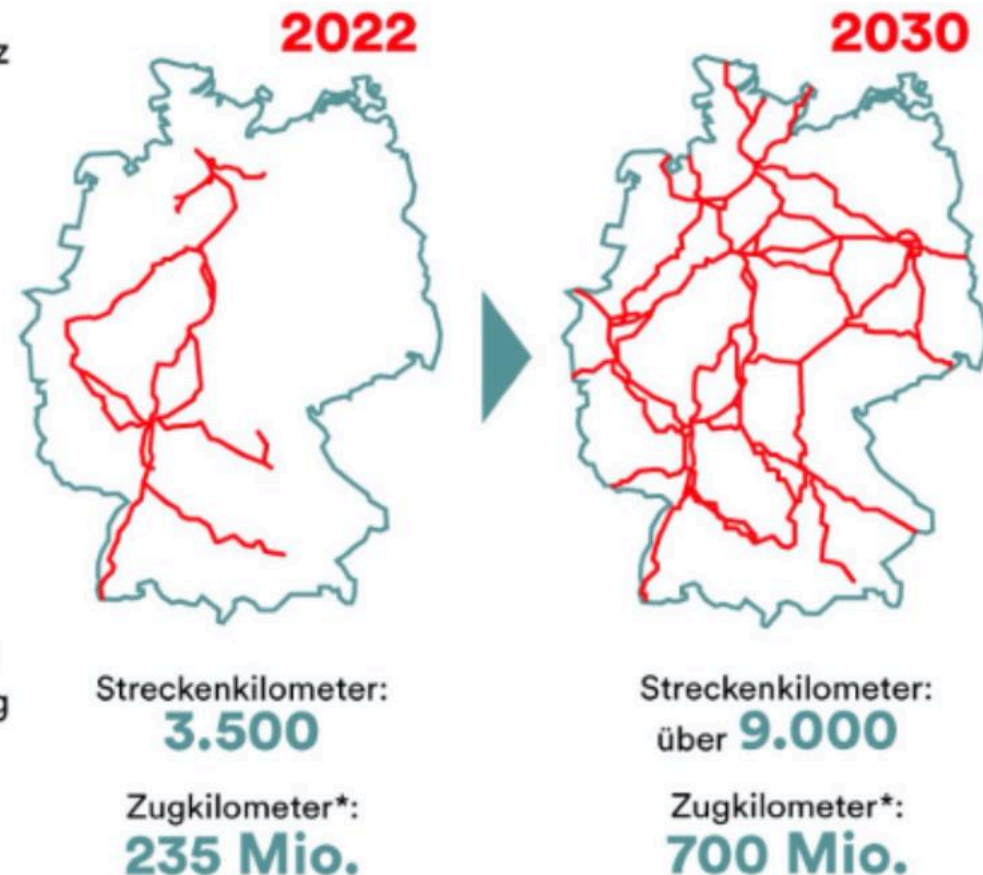 2022
2030
Streckenkilometer:
3.500
Zugkilometer*:
235 Mio.
Streckenkilometer:
über 9.000
Zugkilometer*:
700 Mio.